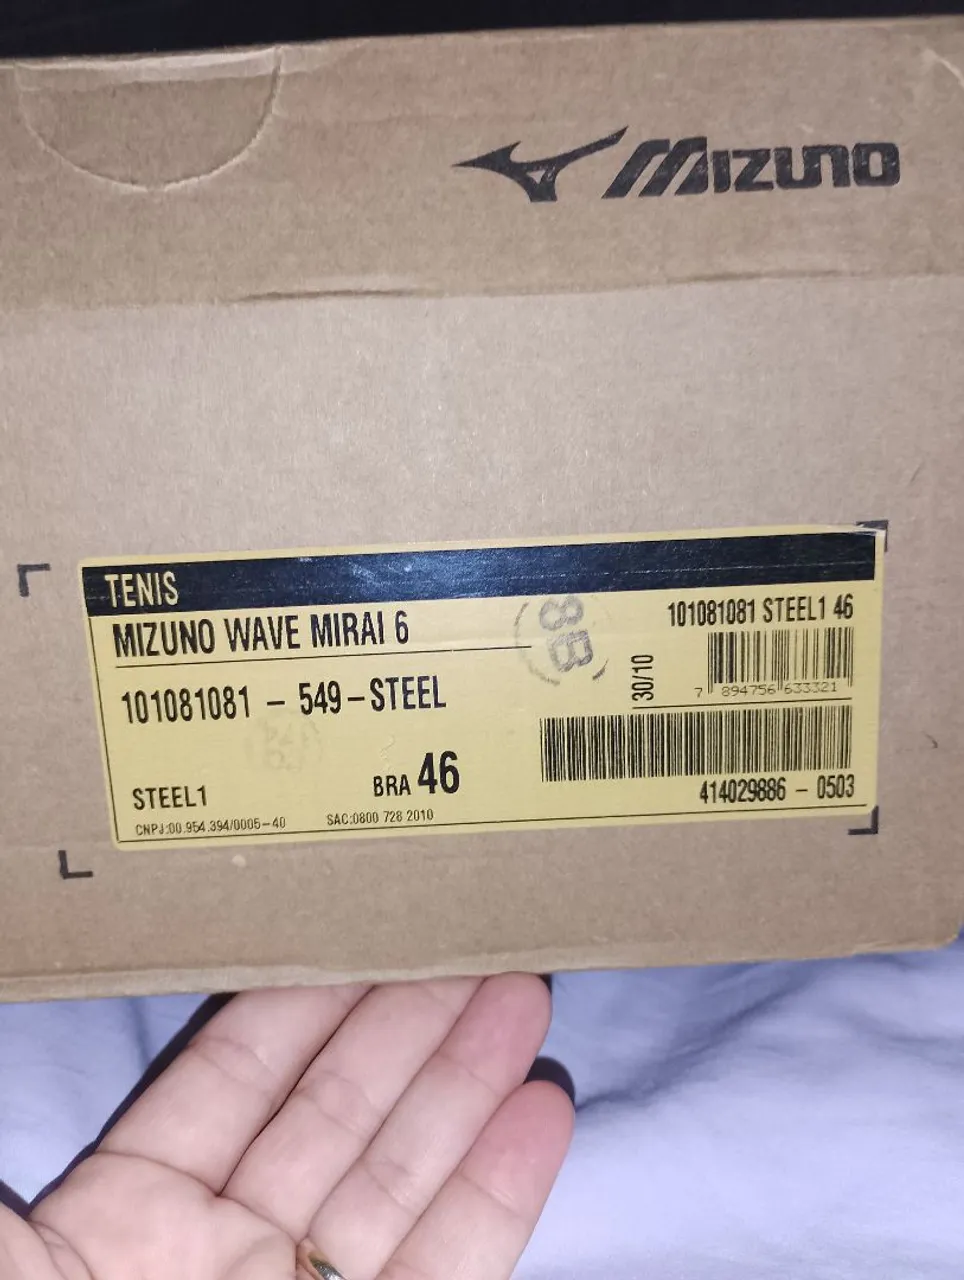 MIZUNO
TENIS
MIZUNO WAVE MIRAI 6
8B
101081081 STEEL1 46
30/10
7 894756 633321
101081081 - 549-STEEL
BRA 46
STEEL1
414029886 - 0503
CNPJ:00.954.394/0005-40
SAC:0800 728 2010